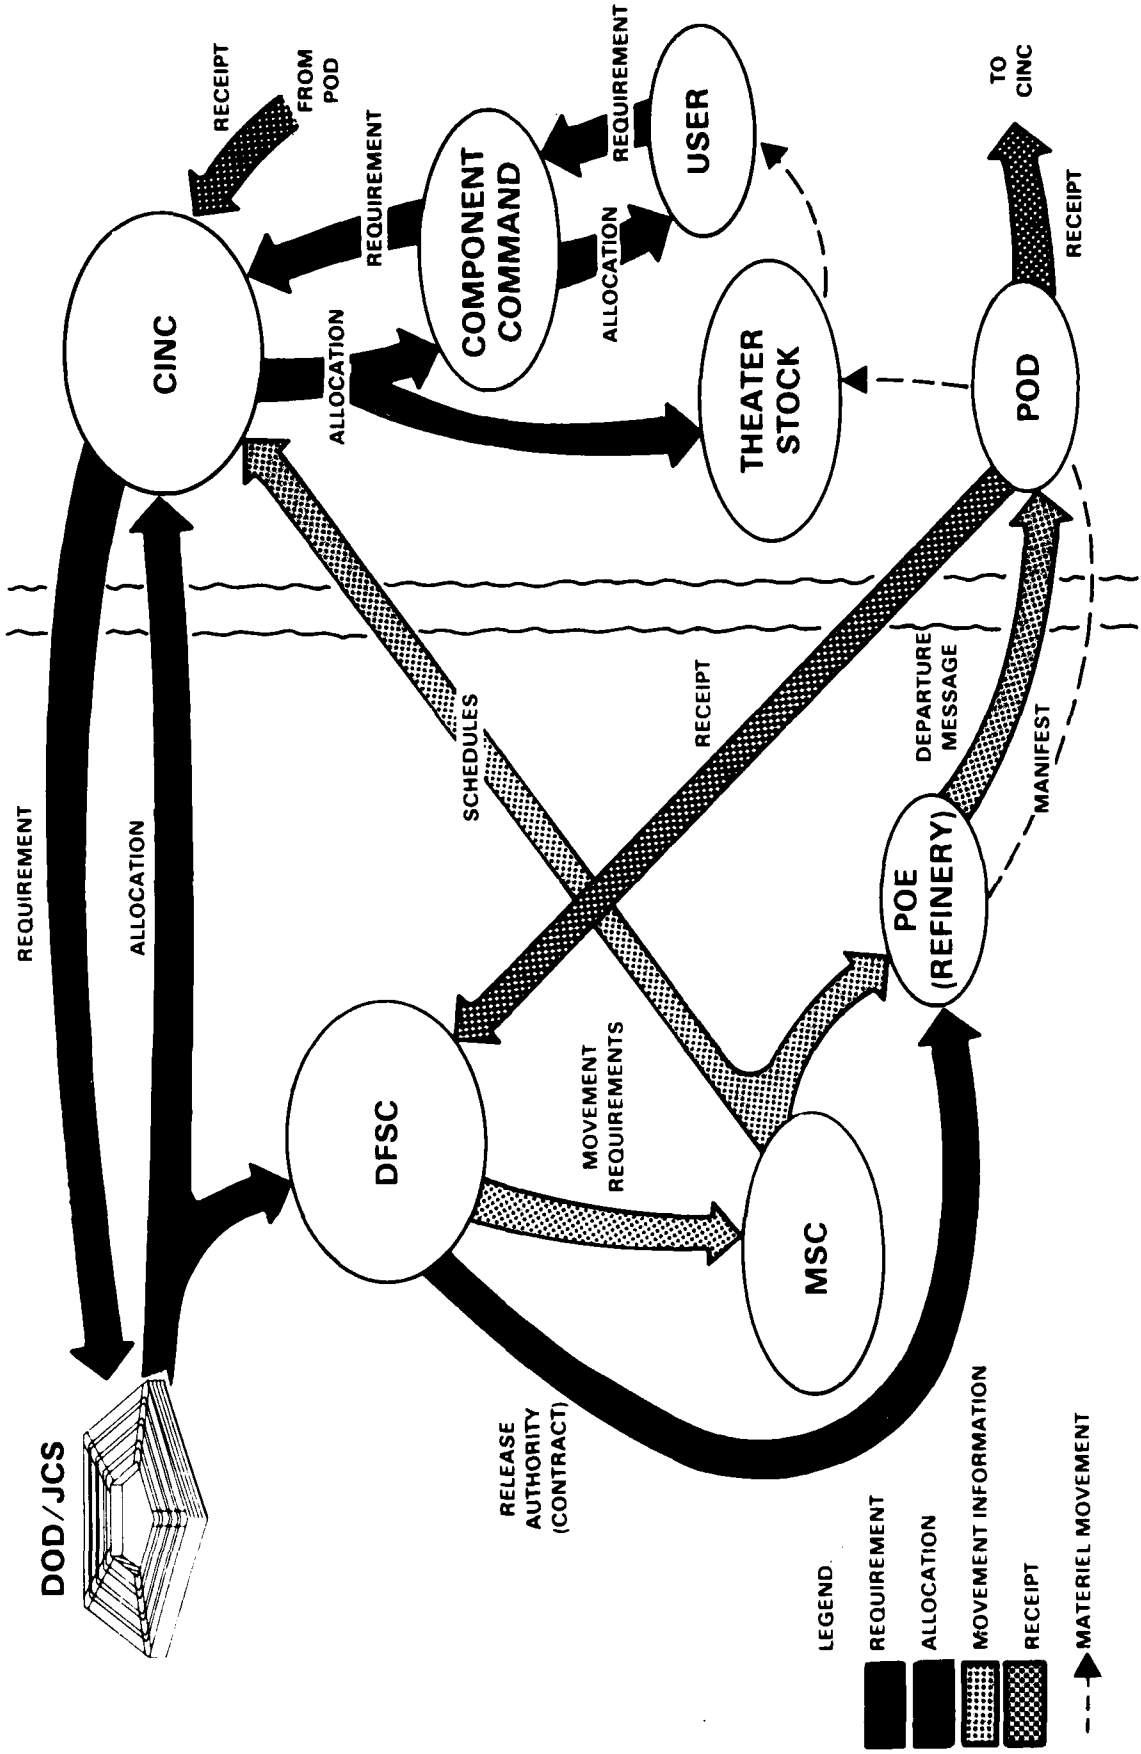 DOD/JCS
REQUIREMENT
ALLOCATION
CINC
RECEIPT
FROM
POD
ALLOCATION
REQUIREMENT
COMPONENT
COMMAND
ALLOCATION
REQUIREMENT
USER
DFSC
SCHEDULES
RELEASE
AUTHORITY
(CONTRACT)
MOVEMENT
REQUIREMENTS
RECEIPT
THEATER
STOCK
MSC
POE
(REFINERY)
DEPARTURE
MESSAGE
MANIFEST
POD
TO
CINC
RECEIPT
LEGEND
REQUIREMENT
ALLOCATION
MOVEMENT INFORMATION
RECEIPT
MATERIEL MOVEMENT